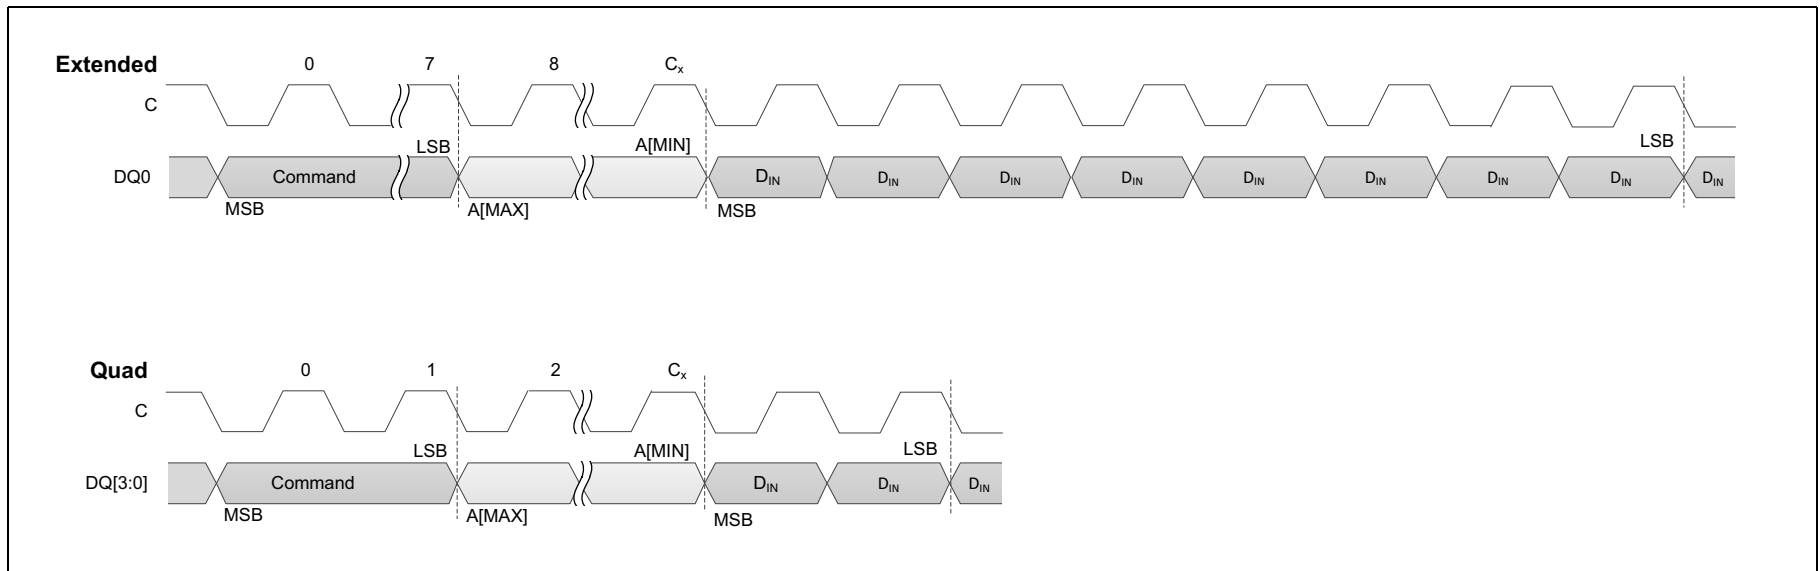 Extended 0 7 8 Cx
C
LSB A[MIN] LSB
DQ0 Command DIN DIN DIN DIN DIN DIN DIN DIN DIN
MSB A[MAX] MSB
Quad 0 1 2 Cx
C
LSB A[MIN] LSB
DQ[3:0] Command DIN DIN DIN
MSB A[MAX] MSB